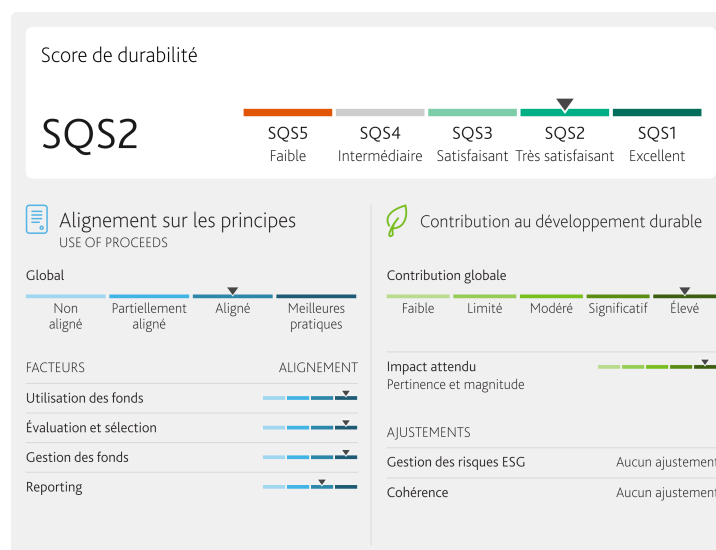 Score de durabilité
SQS2
SQS5 SQS4 SQS3 SQS2 SQS1
Faible Intermédiaire Satisfaisant Très satisfaisant Excellent
Alignement sur les principes
USE OF PROCEEDS
Global
Non aligné Partiellement aligné Aligné Meilleures pratiques
FACTEURS ALIGNEMENT
Utilisation des fonds
Évaluation et sélection
Gestion des fonds
Reporting
Contribution au développement durable
Contribution globale
Faible Limité Modéré Significatif Élevé
Impact attendu
Pertinence et magnitude
AJUSTEMENTS
Gestion des risques ESG Aucun ajustement
Cohérence Aucun ajustement